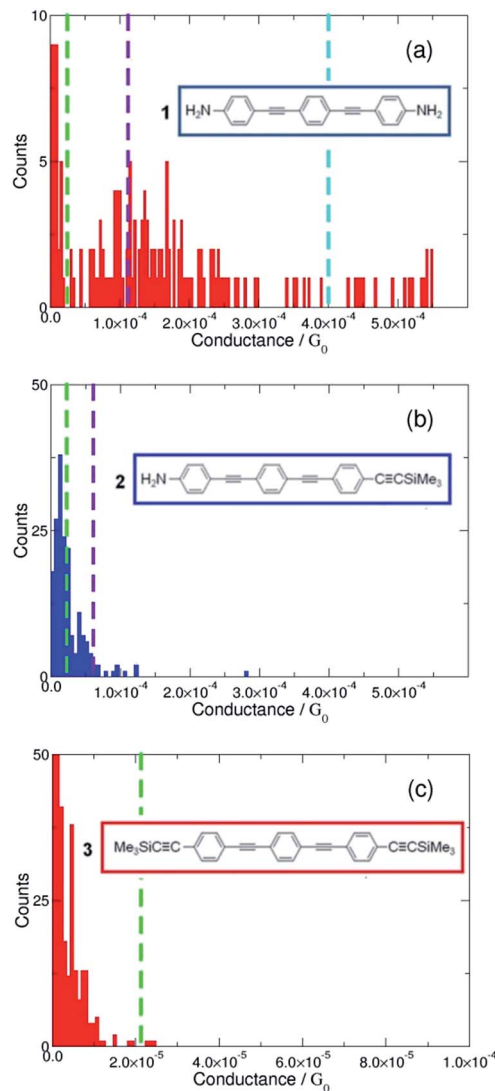 (a)
10
5
0
Counts
1 H₂N NH₂
0.0 1.0×10⁻⁴ 2.0×10⁻⁴ 3.0×10⁻⁴ 4.0×10⁻⁴ 5.0×10⁻⁴
Conductance / G₀
(b)
50
25
0
Counts
2 H₂N C≡CSiMe₃
0.0 1.0×10⁻⁴ 2.0×10⁻⁴ 3.0×10⁻⁴ 4.0×10⁻⁴ 5.0×10⁻⁴
Conductance / G₀
(c)
50
25
0
Counts
3 Me₃SiC≡C C≡CSiMe₃
0.0 2.0×10⁻⁵ 5.0×10⁻⁵ 5.0×10⁻⁵ 8.0×10⁻⁵ 1.0×10⁻⁴
Conductance / G₀